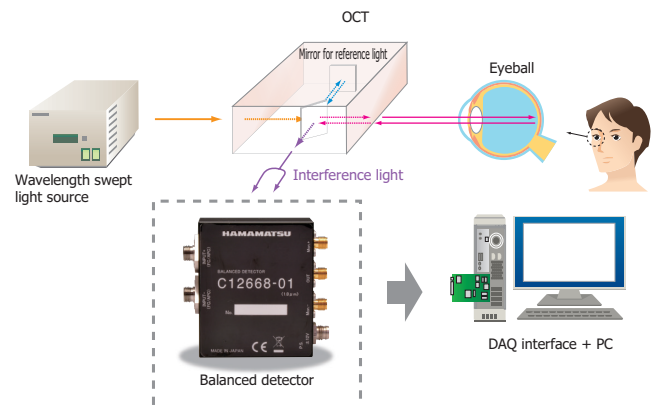 OCT
Mirror for reference light
Eyeball
Interference light
Wavelength swept
light source
HAMAMATSU
BALANCED DETECTOR
C12668-01
No.
MADE IN JAPAN
CE
Balanced detector
DAQ interface + PC